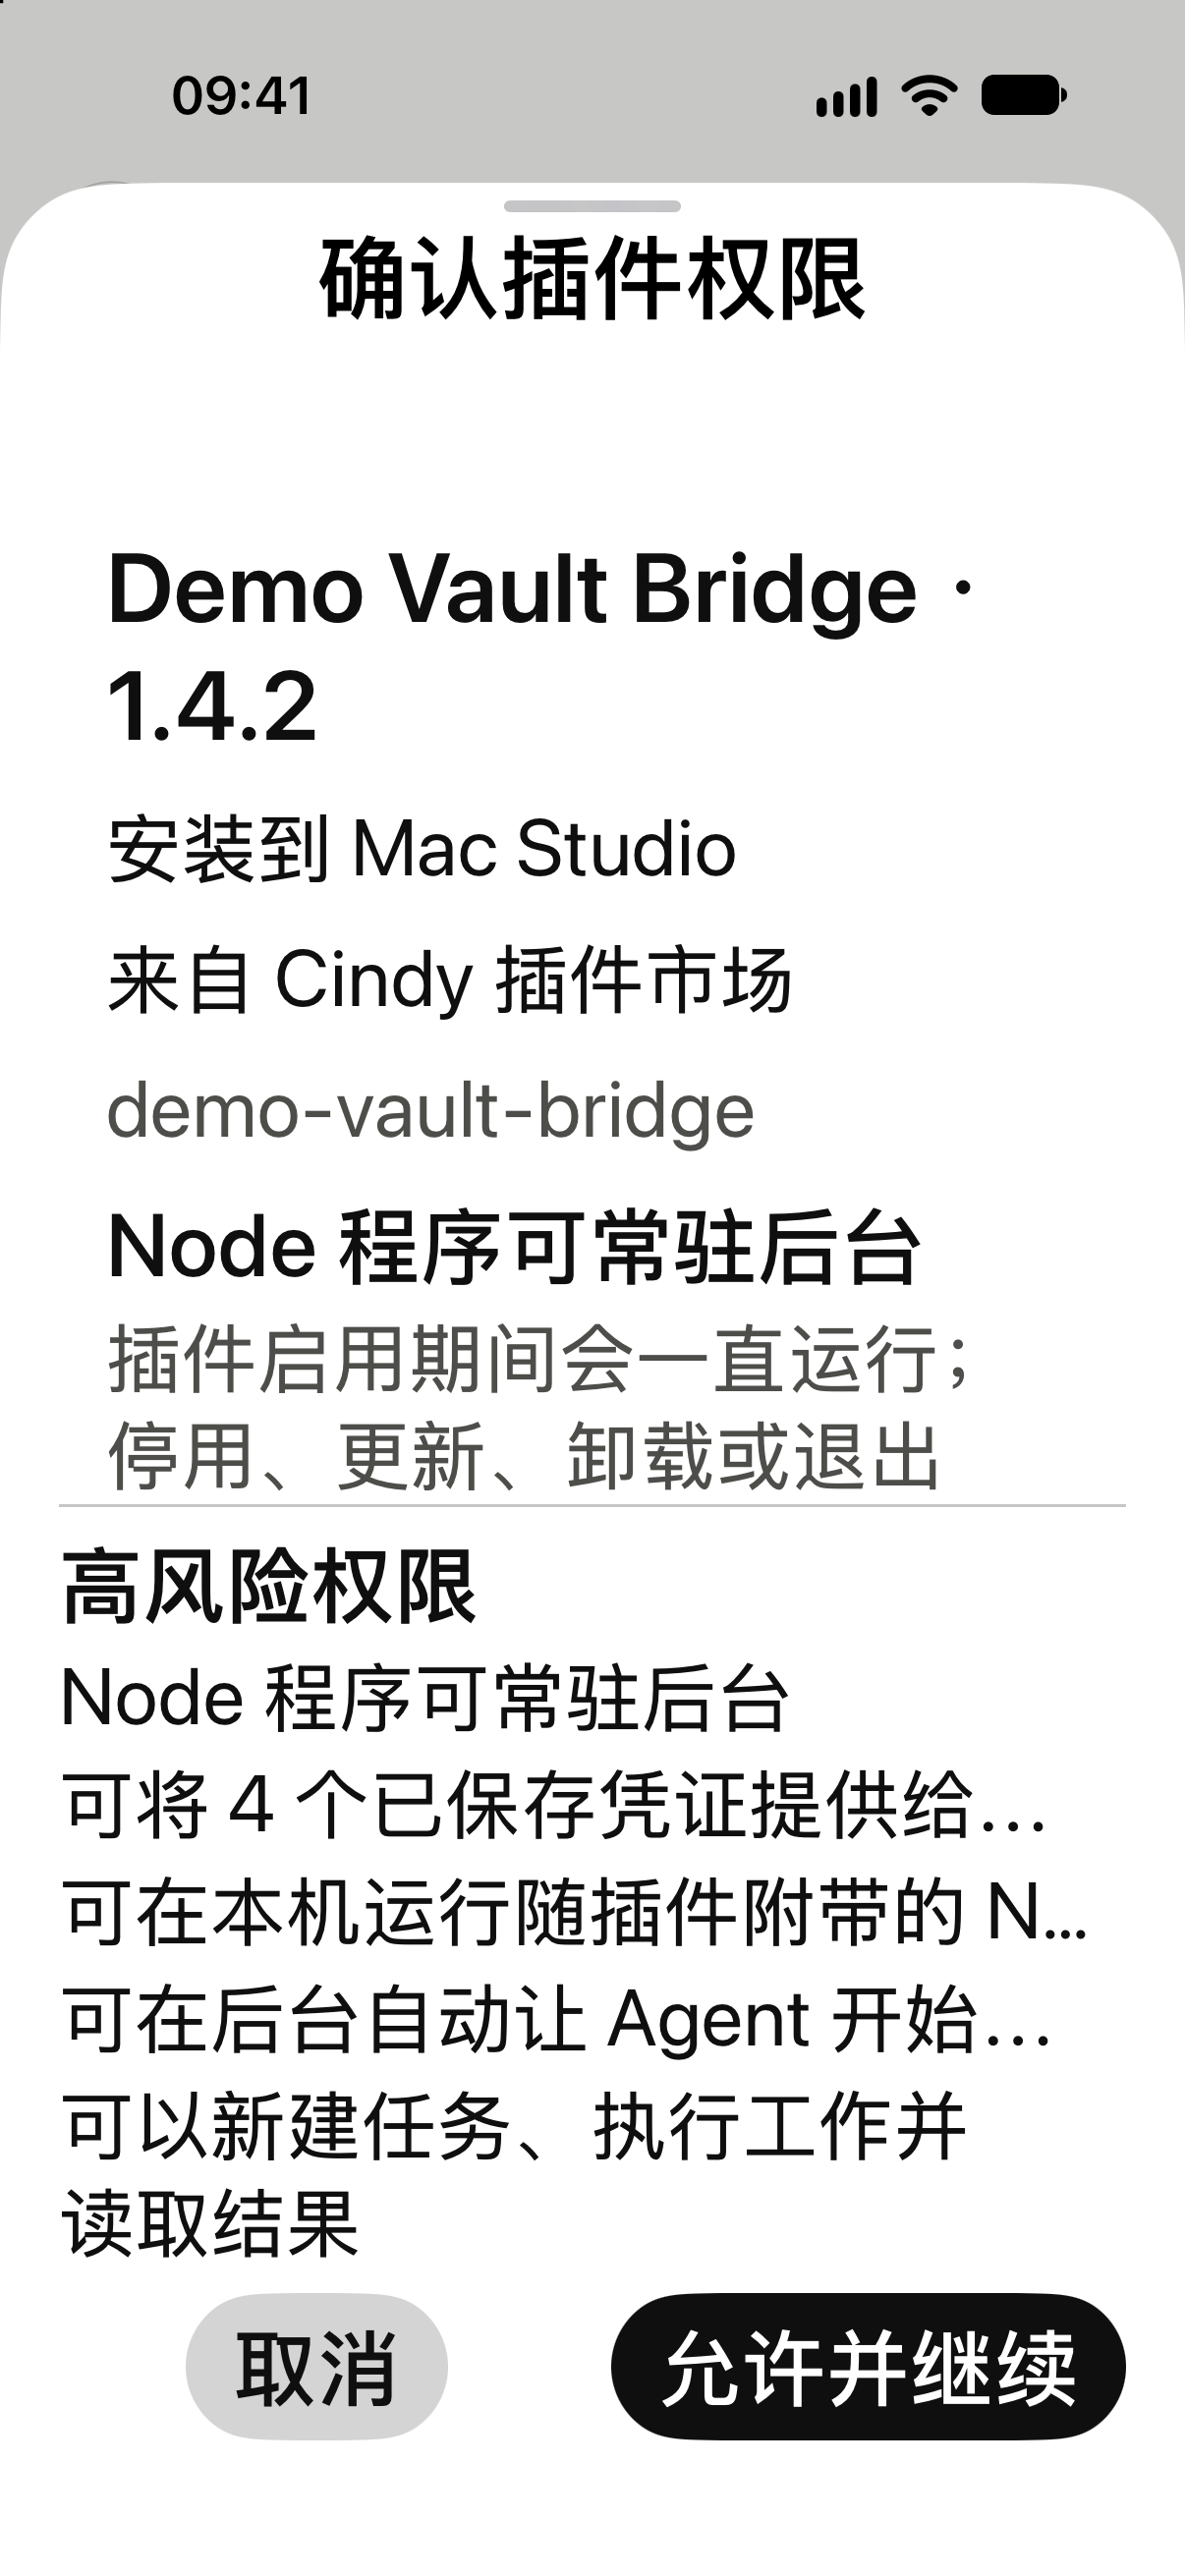 09:41
确认插件权限
Demo Vault Bridge ·
1.4.2
安装到 Mac Studio
来自 Cindy 插件市场
demo-vault-bridge
Node 程序可常驻后台
插件启用期间会一直运行；
停用、更新、卸载或退出
高风险权限
Node 程序可常驻后台
可将 4 个已保存凭证提供给…
可在本机运行随插件附带的 N...
可在后台自动让 Agent 开始…
可以新建任务、执行工作并
读取结果
取消
允许并继续